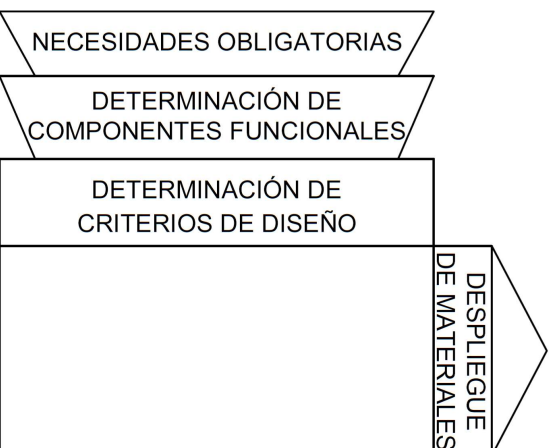 NECESIDADES OBLIGATORIAS
DETERMINACIÓN DE
COMPONENTES FUNCIONALES
DETERMINACIÓN DE
CRITERIOS DE DISEÑO
DESPLIEGUE
DE MATERIALES